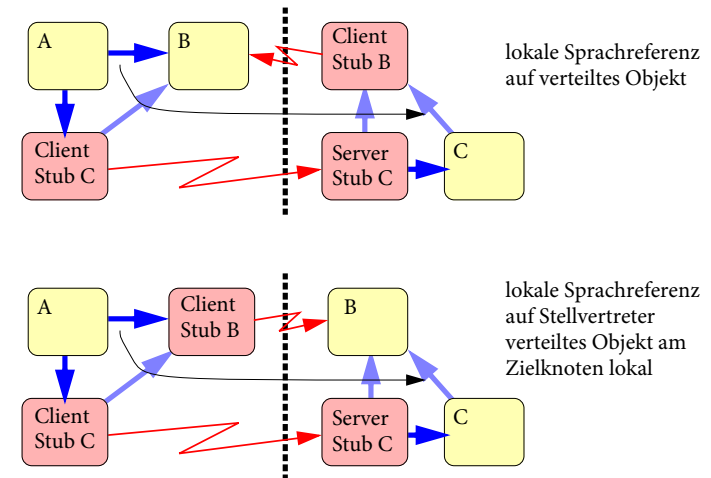 A
B
Client
Stub B
lokale Sprachreferenz
auf verteiltes Objekt
Client
Stub C
Server
Stub C
C
A
Client
Stub B
B
lokale Sprachreferenz
auf Stellvertreter
verteiltes Objekt am
Zielknoten lokal
Client
Stub C
Server
Stub C
C